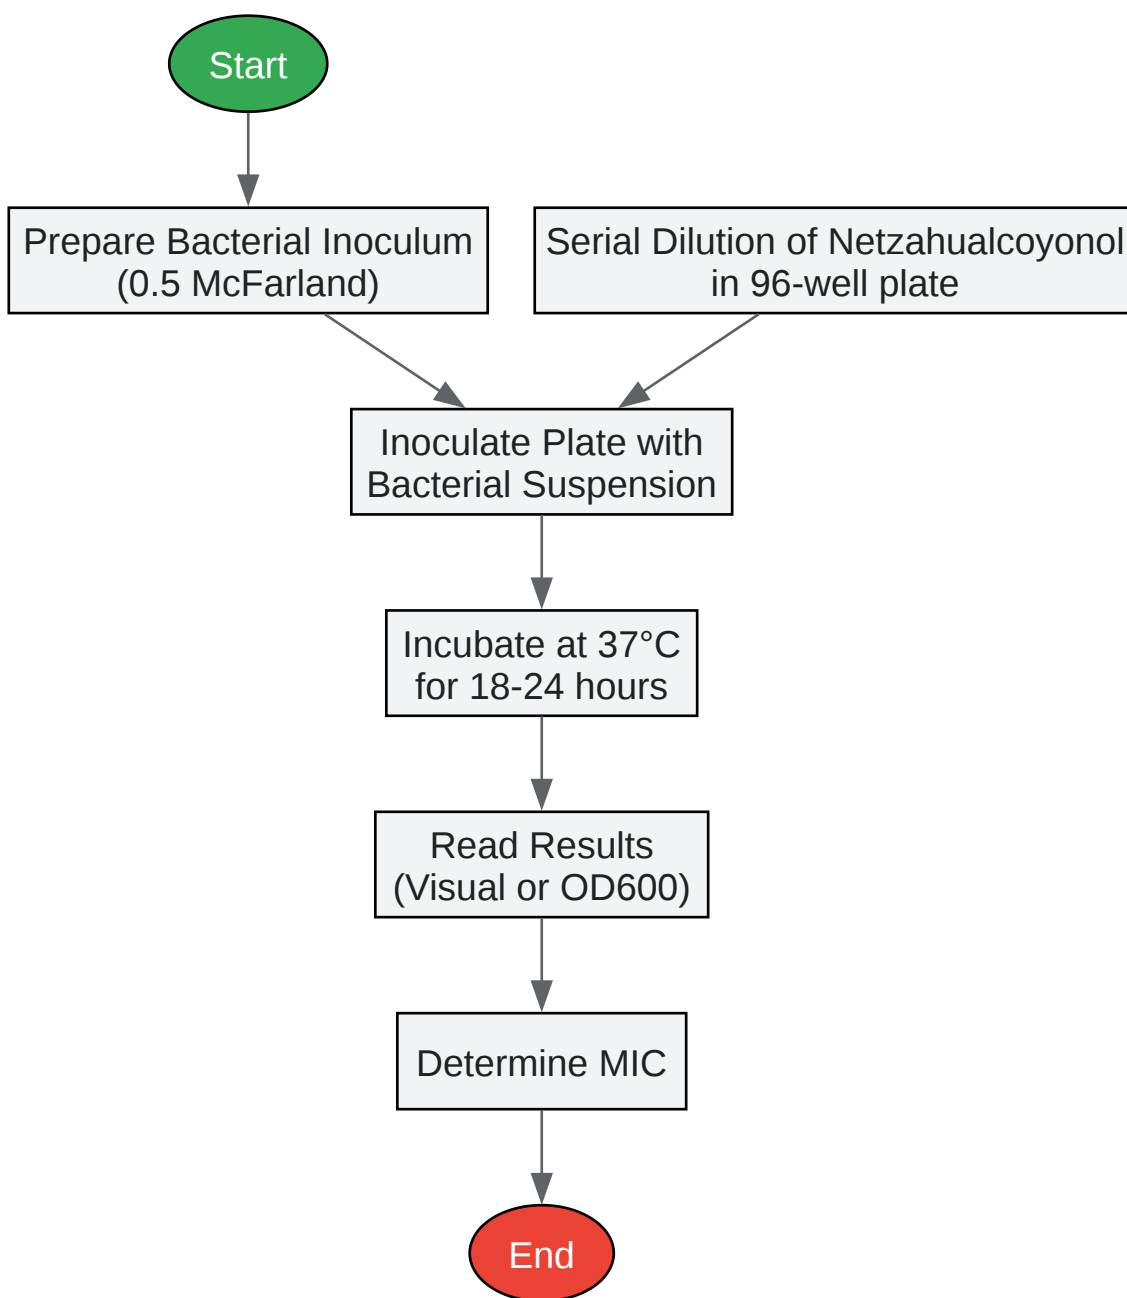 Start
Prepare Bacterial Inoculum
(0.5 McFarland)
Serial Dilution of Netzahualcoyonol
in 96-well plate
Inoculate Plate with
Bacterial Suspension
Incubate at 37°C
for 18-24 hours
Read Results
(Visual or OD600)
Determine MIC
End